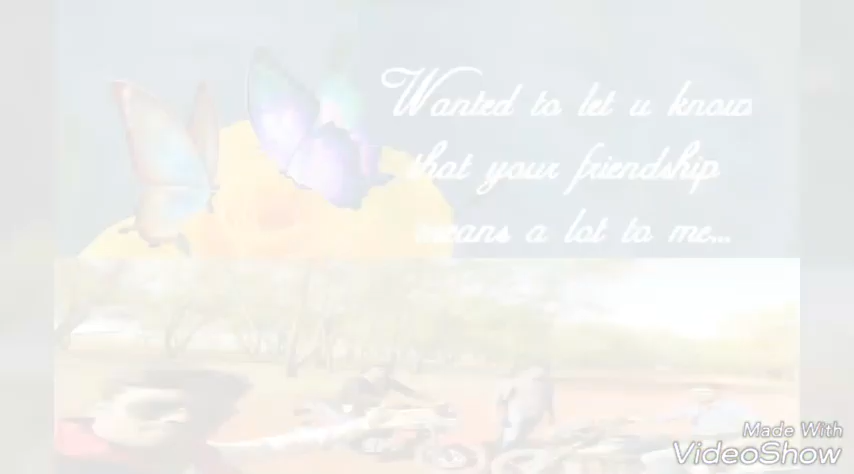 Wanted to let u know
that your friendship
means a lot to me...
Made With
VideoShow